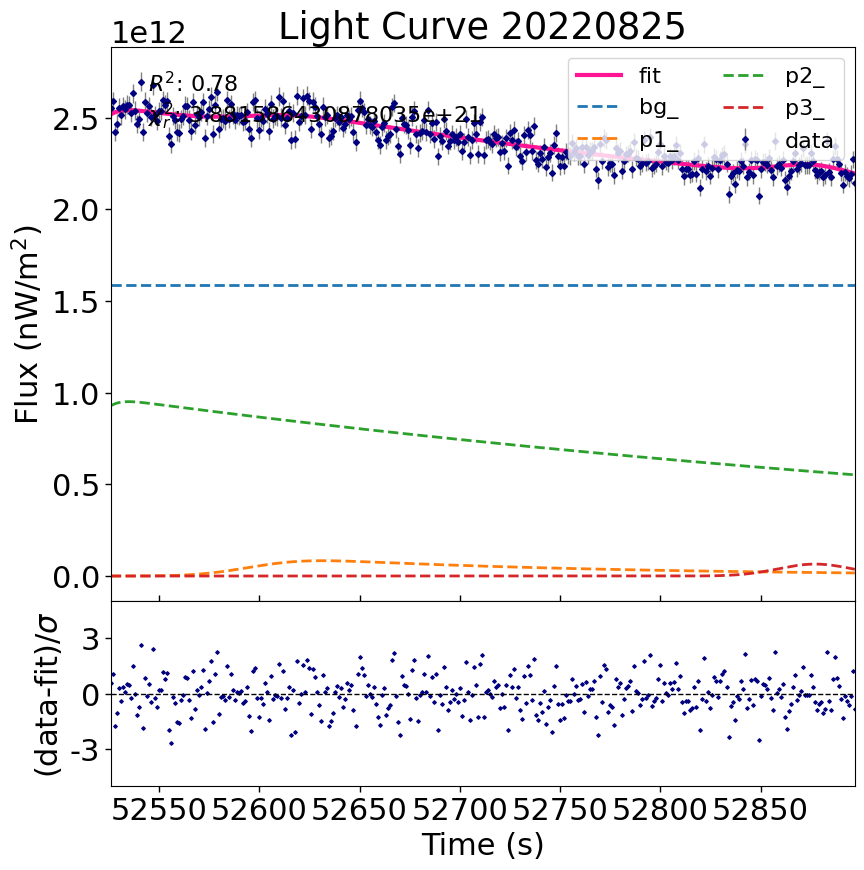 Light Curve 20220825
1e12
R²: 0.78
fit
bg_
p1_
p2_
p3_
data
2.5
2.0
1.5
1.0
0.5
0.0
Flux (nW/m²)
3
0
-3
(data-fit)/σ
52550 52600 52650 52700 52750 52800 52850
Time (s)